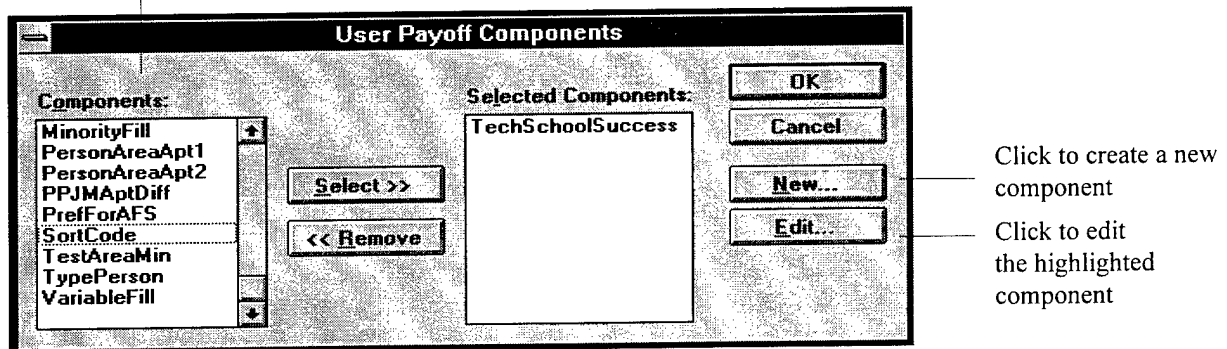 User Payoff Components
Components:
MinorityFill
PersonAreaApt1
PersonAreaApt2
PPJMAptDiff
PrefForAFS
SortCode
TestAreaMin
TypePerson
VariableFill
Select >>
<< Remove
Selected Components:
TechSchoolSuccess
OK
Cancel
New...
Edit...
Click to create a new
component
Click to edit
the highlighted
component